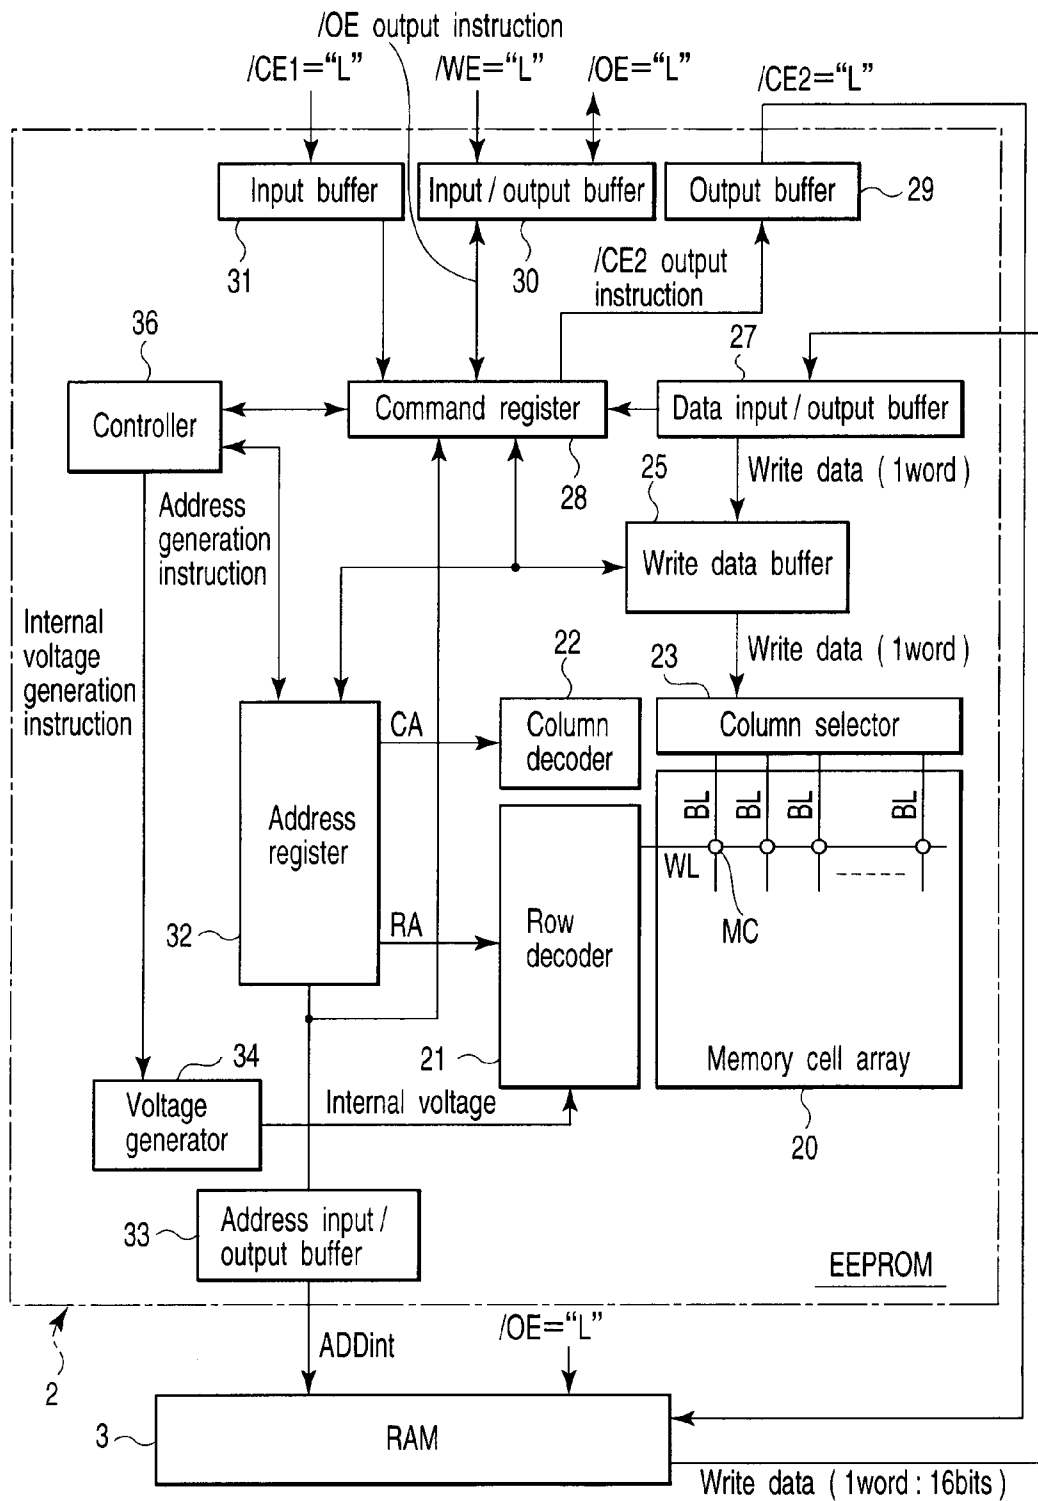 /OE output instruction
/CE1="L"
/WE="L"
/OE="L"
/CE2="L"
Input buffer
Input / output buffer
Output buffer
29
31
30
/CE2 output
instruction
36
27
Controller
Command register
Data input / output buffer
28
25
Write data ( 1word )
Address
generation
instruction
Write data buffer
Internal
voltage
generation
instruction
22
23
Write data ( 1word )
CA
Column
decoder
Column selector
BL
BL
BL
BL
Address
register
WL
MC
32
RA
Row
decoder
34
21
Memory cell array
Voltage
generator
Internal voltage
20
33
Address input /
output buffer
EEPROM
2
ADDint
/OE="L"
3
RAM
Write data ( 1word : 16bits )